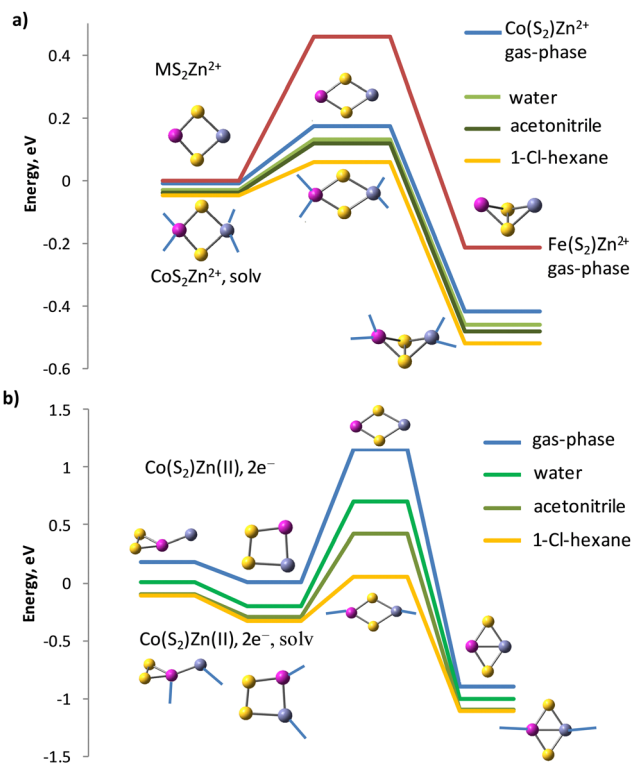 a)
Energy, eV
0.4
0.2
0
-0.2
-0.4
-0.6
MS₂Zn²⁺
CoS₂Zn²⁺, solv
Co(S₂)Zn²⁺
gas-phase
water
acetonitrile
1-Cl-hexane
Fe(S₂)Zn²⁺
gas-phase
b)
Energy, eV
1.5
1
0.5
0
-0.5
-1
-1.5
Co(S₂)Zn(II), 2e⁻
Co(S₂)Zn(II), 2e⁻, solv
gas-phase
water
acetonitrile
1-Cl-hexane